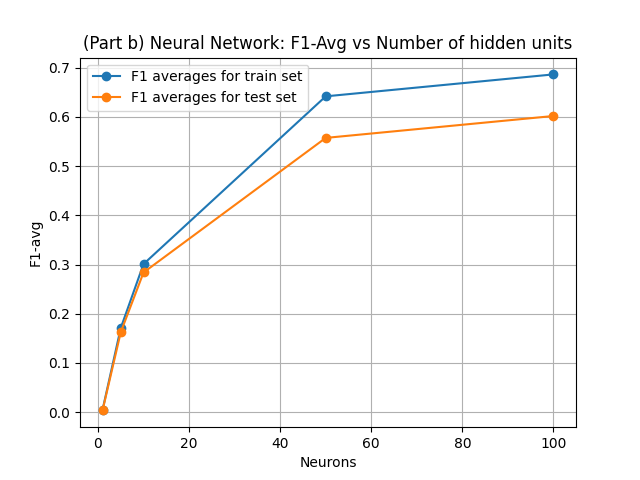 (Part b) Neural Network: F1-Avg vs Number of hidden units
F1 averages for train set
F1 averages for test set
0.7
0.6
0.5
0.4
0.3
0.2
0.1
0.0
F1-avg
0 20 40 60 80 100
Neurons